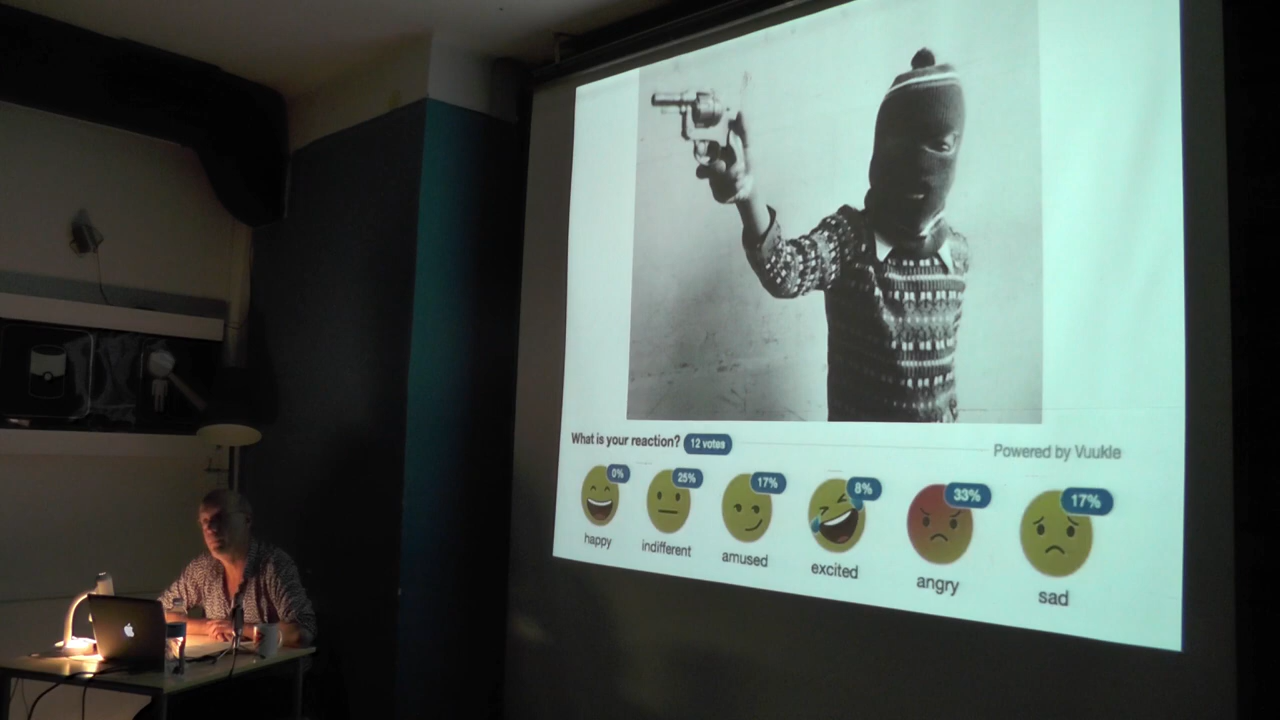 What is your reaction? 12 votes
Powered by Vuukle
0% 25% 17% 8% 33% 17%
happy indifferent amused excited angry sad